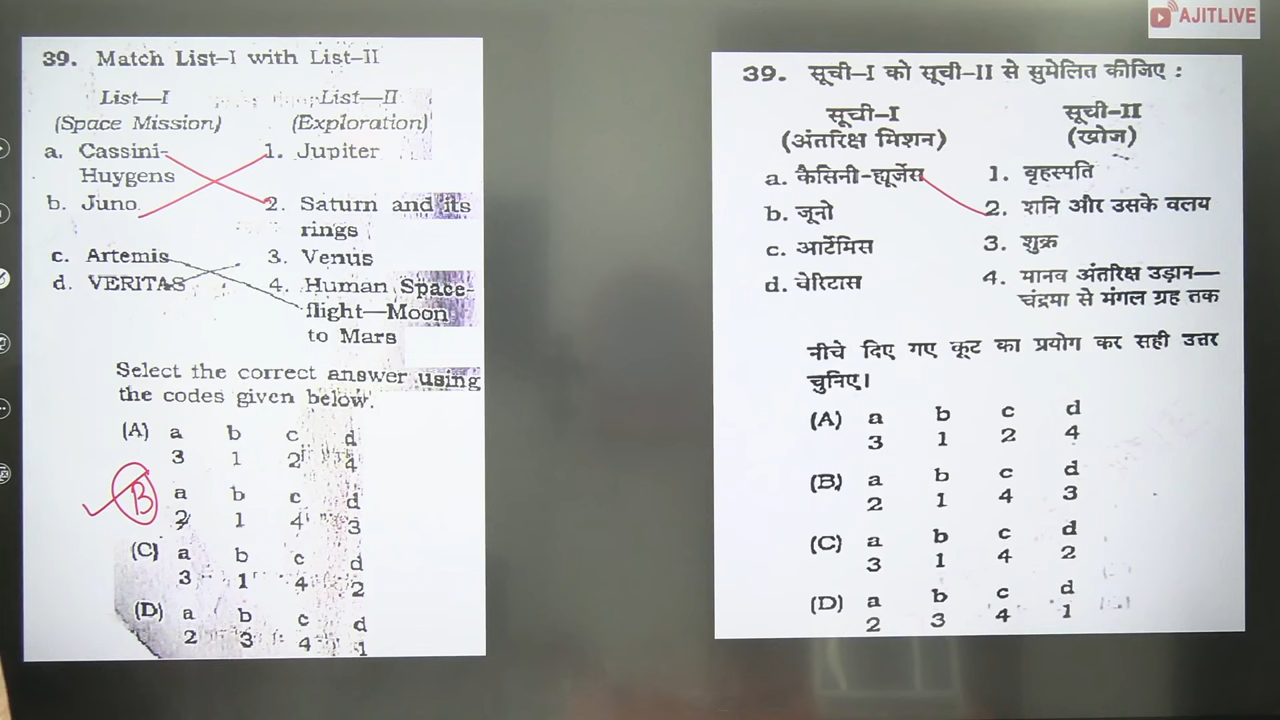 AJITLIVE
39. Match List-I with List-II
List—I List—II
(Space Mission) (Exploration)
a. Cassini- 1. Jupiter
Huygens
b. Juno 2. Saturn and its
rings
c. Artemis 3. Venus
d. VERITAS 4. Human Space-
flight—Moon
to Mars
Select the correct answer using
the codes given below.
(A) a b c d
3 1 2 4
B a b c d
2 1 4 3
(C) a b c d
3 1 4 2
(D) a b c d
2 3 4 1
39. सूची-I को सूची-II से सुमेलित कीजिए :
सूची-I सूची-II
(अंतरिक्ष मिशन) (खोज)
a. कैसिनी-ह्यूर्जेस 1. बृहस्पति
b. जूनो 2. शनि और उसके वलय
c. आर्टेमिस 3. शुक्र
d. वेरिटास 4. मानव अंतरिक्ष उड़ान—
चंद्रमा से मंगल ग्रह तक
नीचे दिए गए कूट का प्रयोग कर सही उत्तर
चुनिए।
(A) a b c d
3 1 2 4
(B) a b c d
2 1 4 3
(C) a b c d
3 1 4 2
(D) a b c d
2 3 4 1